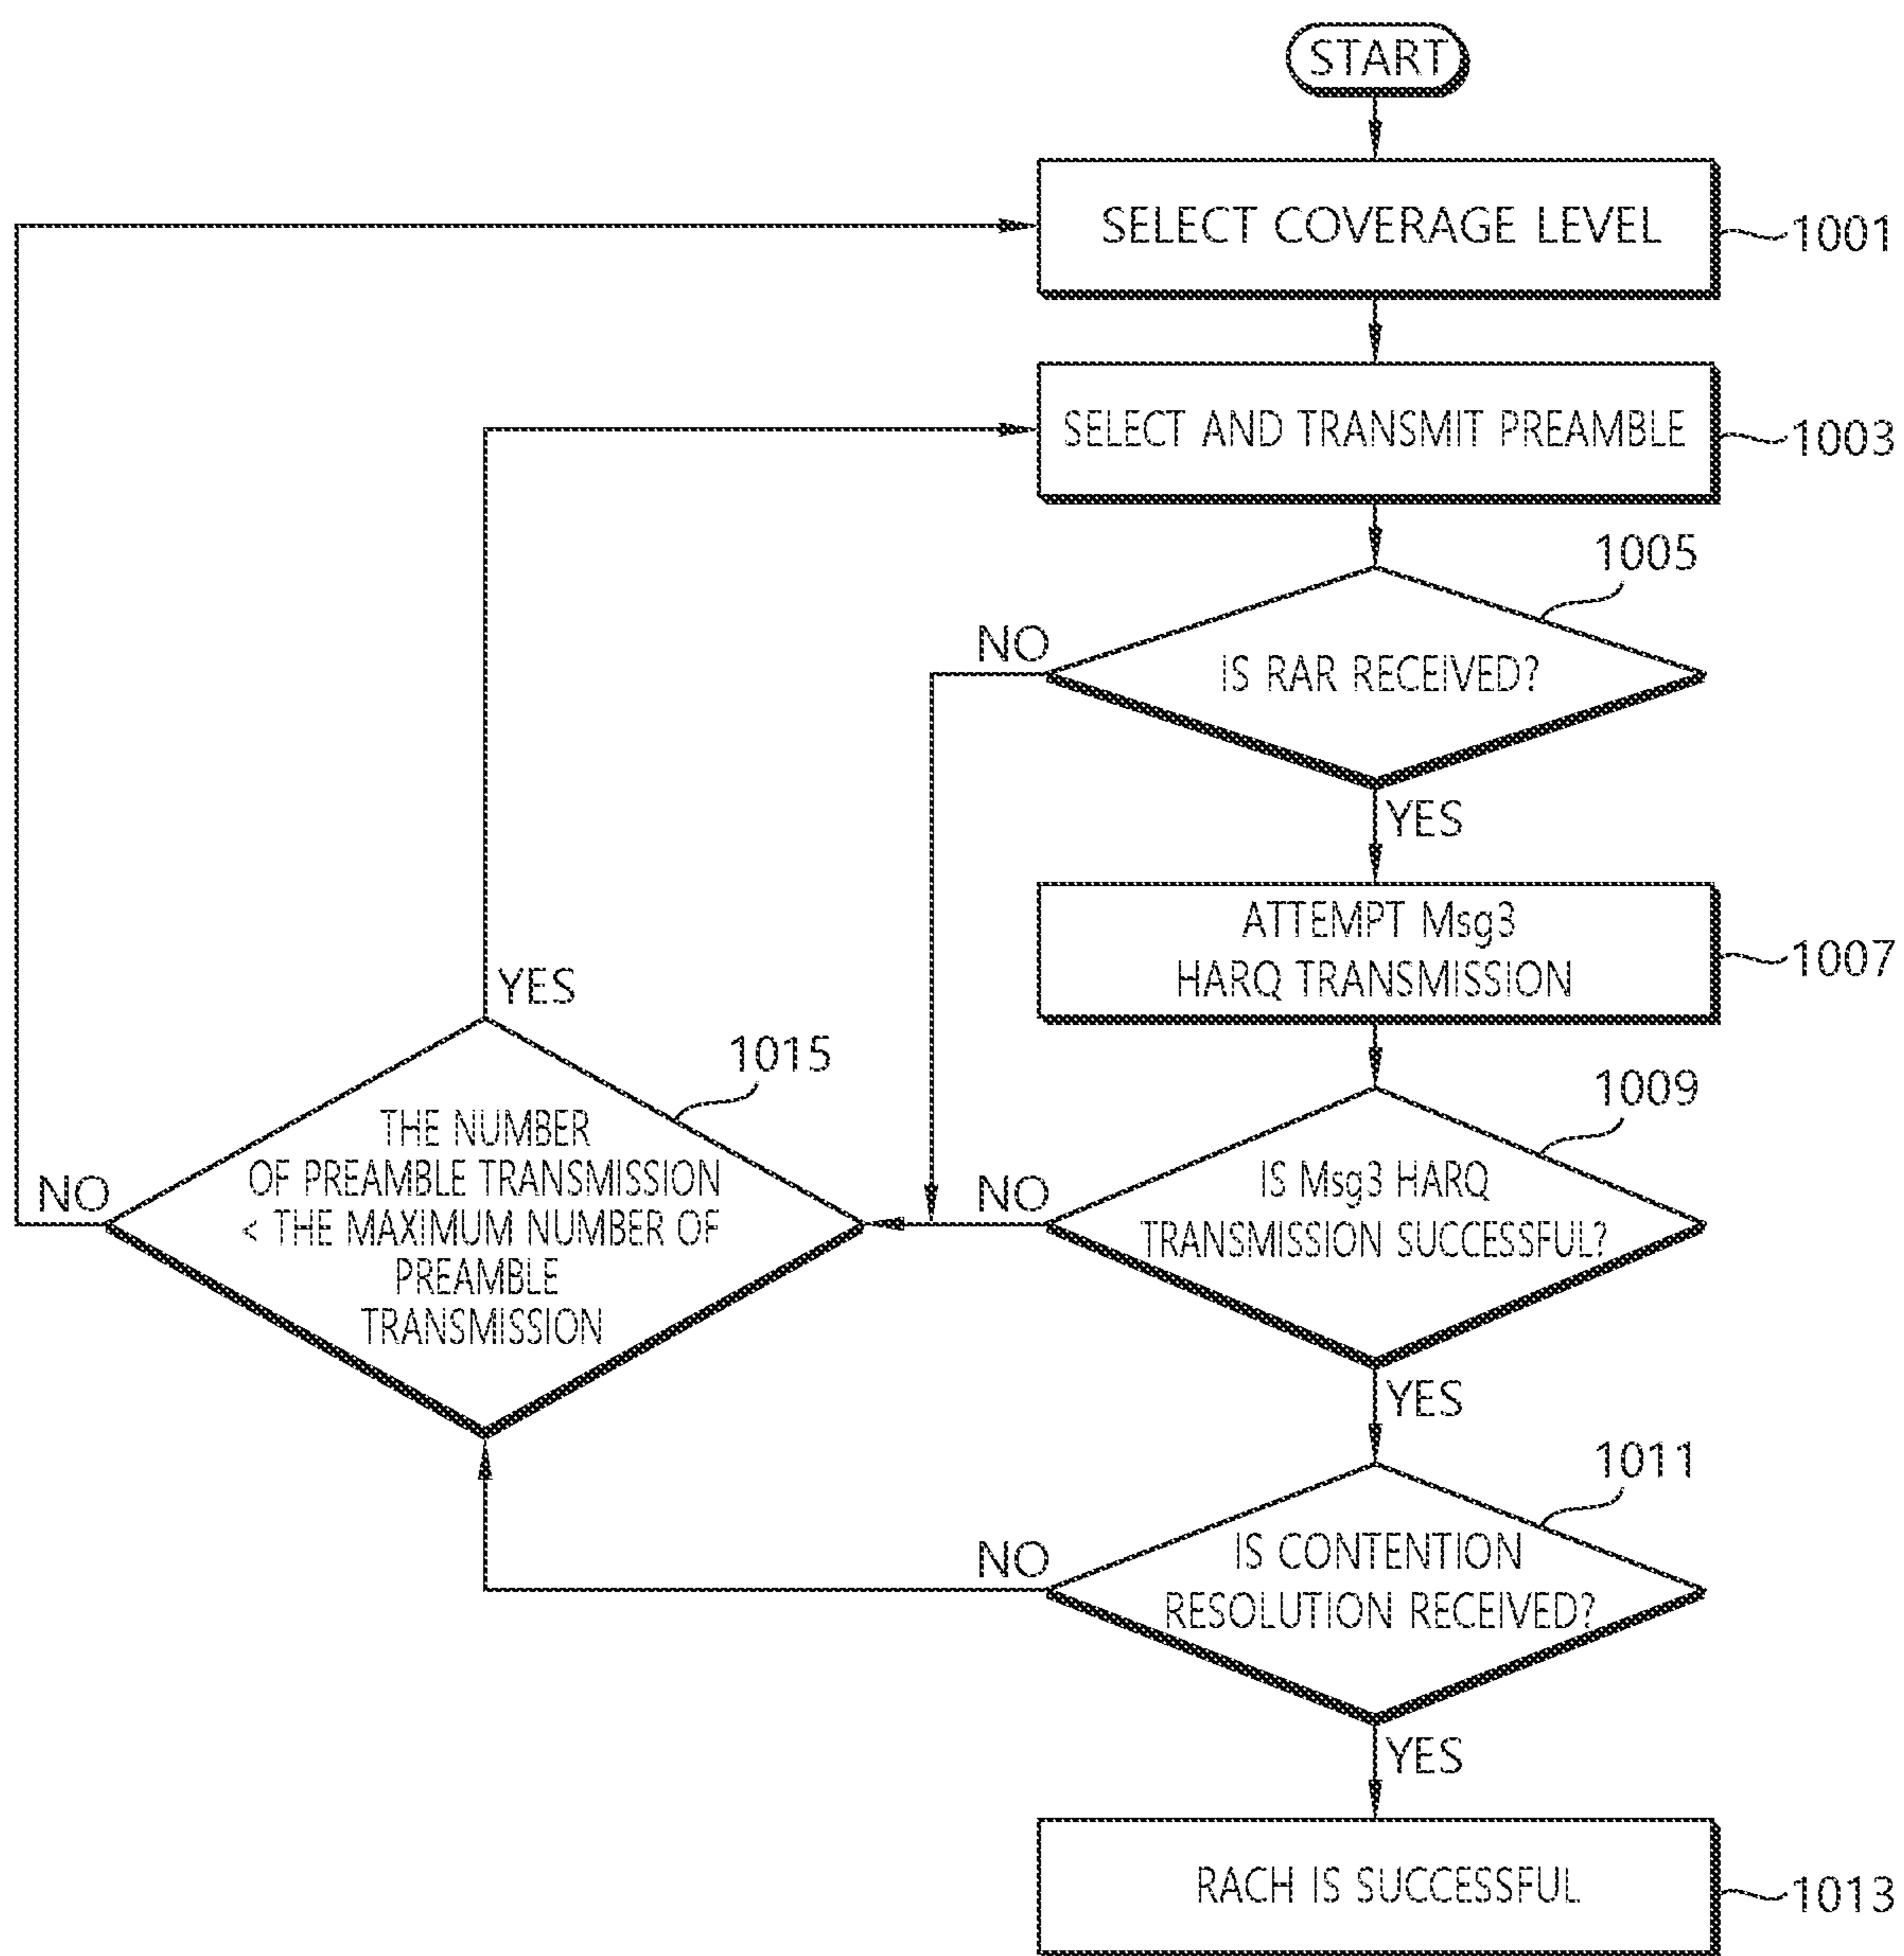 START
SELECT COVERAGE LEVEL
1001
SELECT AND TRANSMIT PREAMBLE
1003
1005
NO
IS RAR RECEIVED?
YES
ATTEMPT Msg3
HARQ TRANSMISSION
1007
YES
1015
1009
THE NUMBER
OF PREAMBLE TRANSMISSION
< THE MAXIMUM NUMBER OF
PREAMBLE
TRANSMISSION
NO
NO
IS Msg3 HARQ
TRANSMISSION SUCCESSFUL?
YES
1011
NO
IS CONTENTION
RESOLUTION RECEIVED?
YES
RACH IS SUCCESSFUL
1013